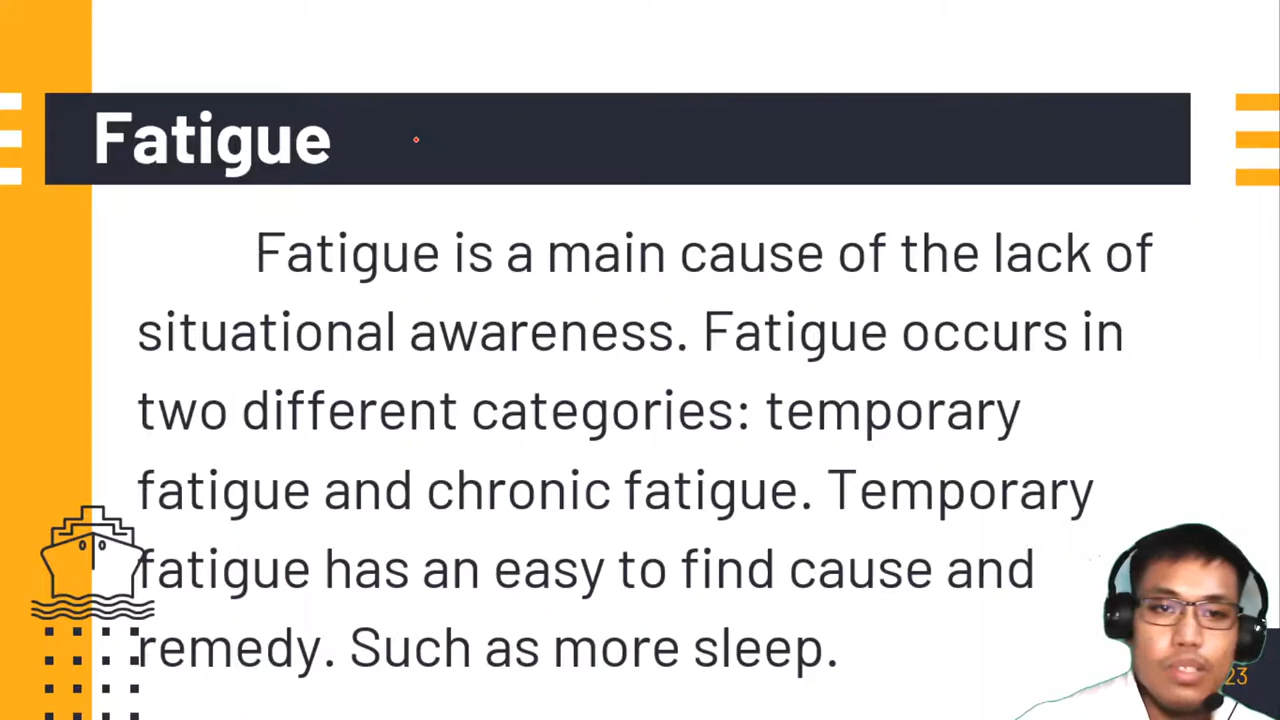 Fatigue
Fatigue is a main cause of the lack of
situational awareness. Fatigue occurs in
two different categories: temporary
fatigue and chronic fatigue. Temporary
fatigue has an easy to find cause and
remedy. Such as more sleep.
23